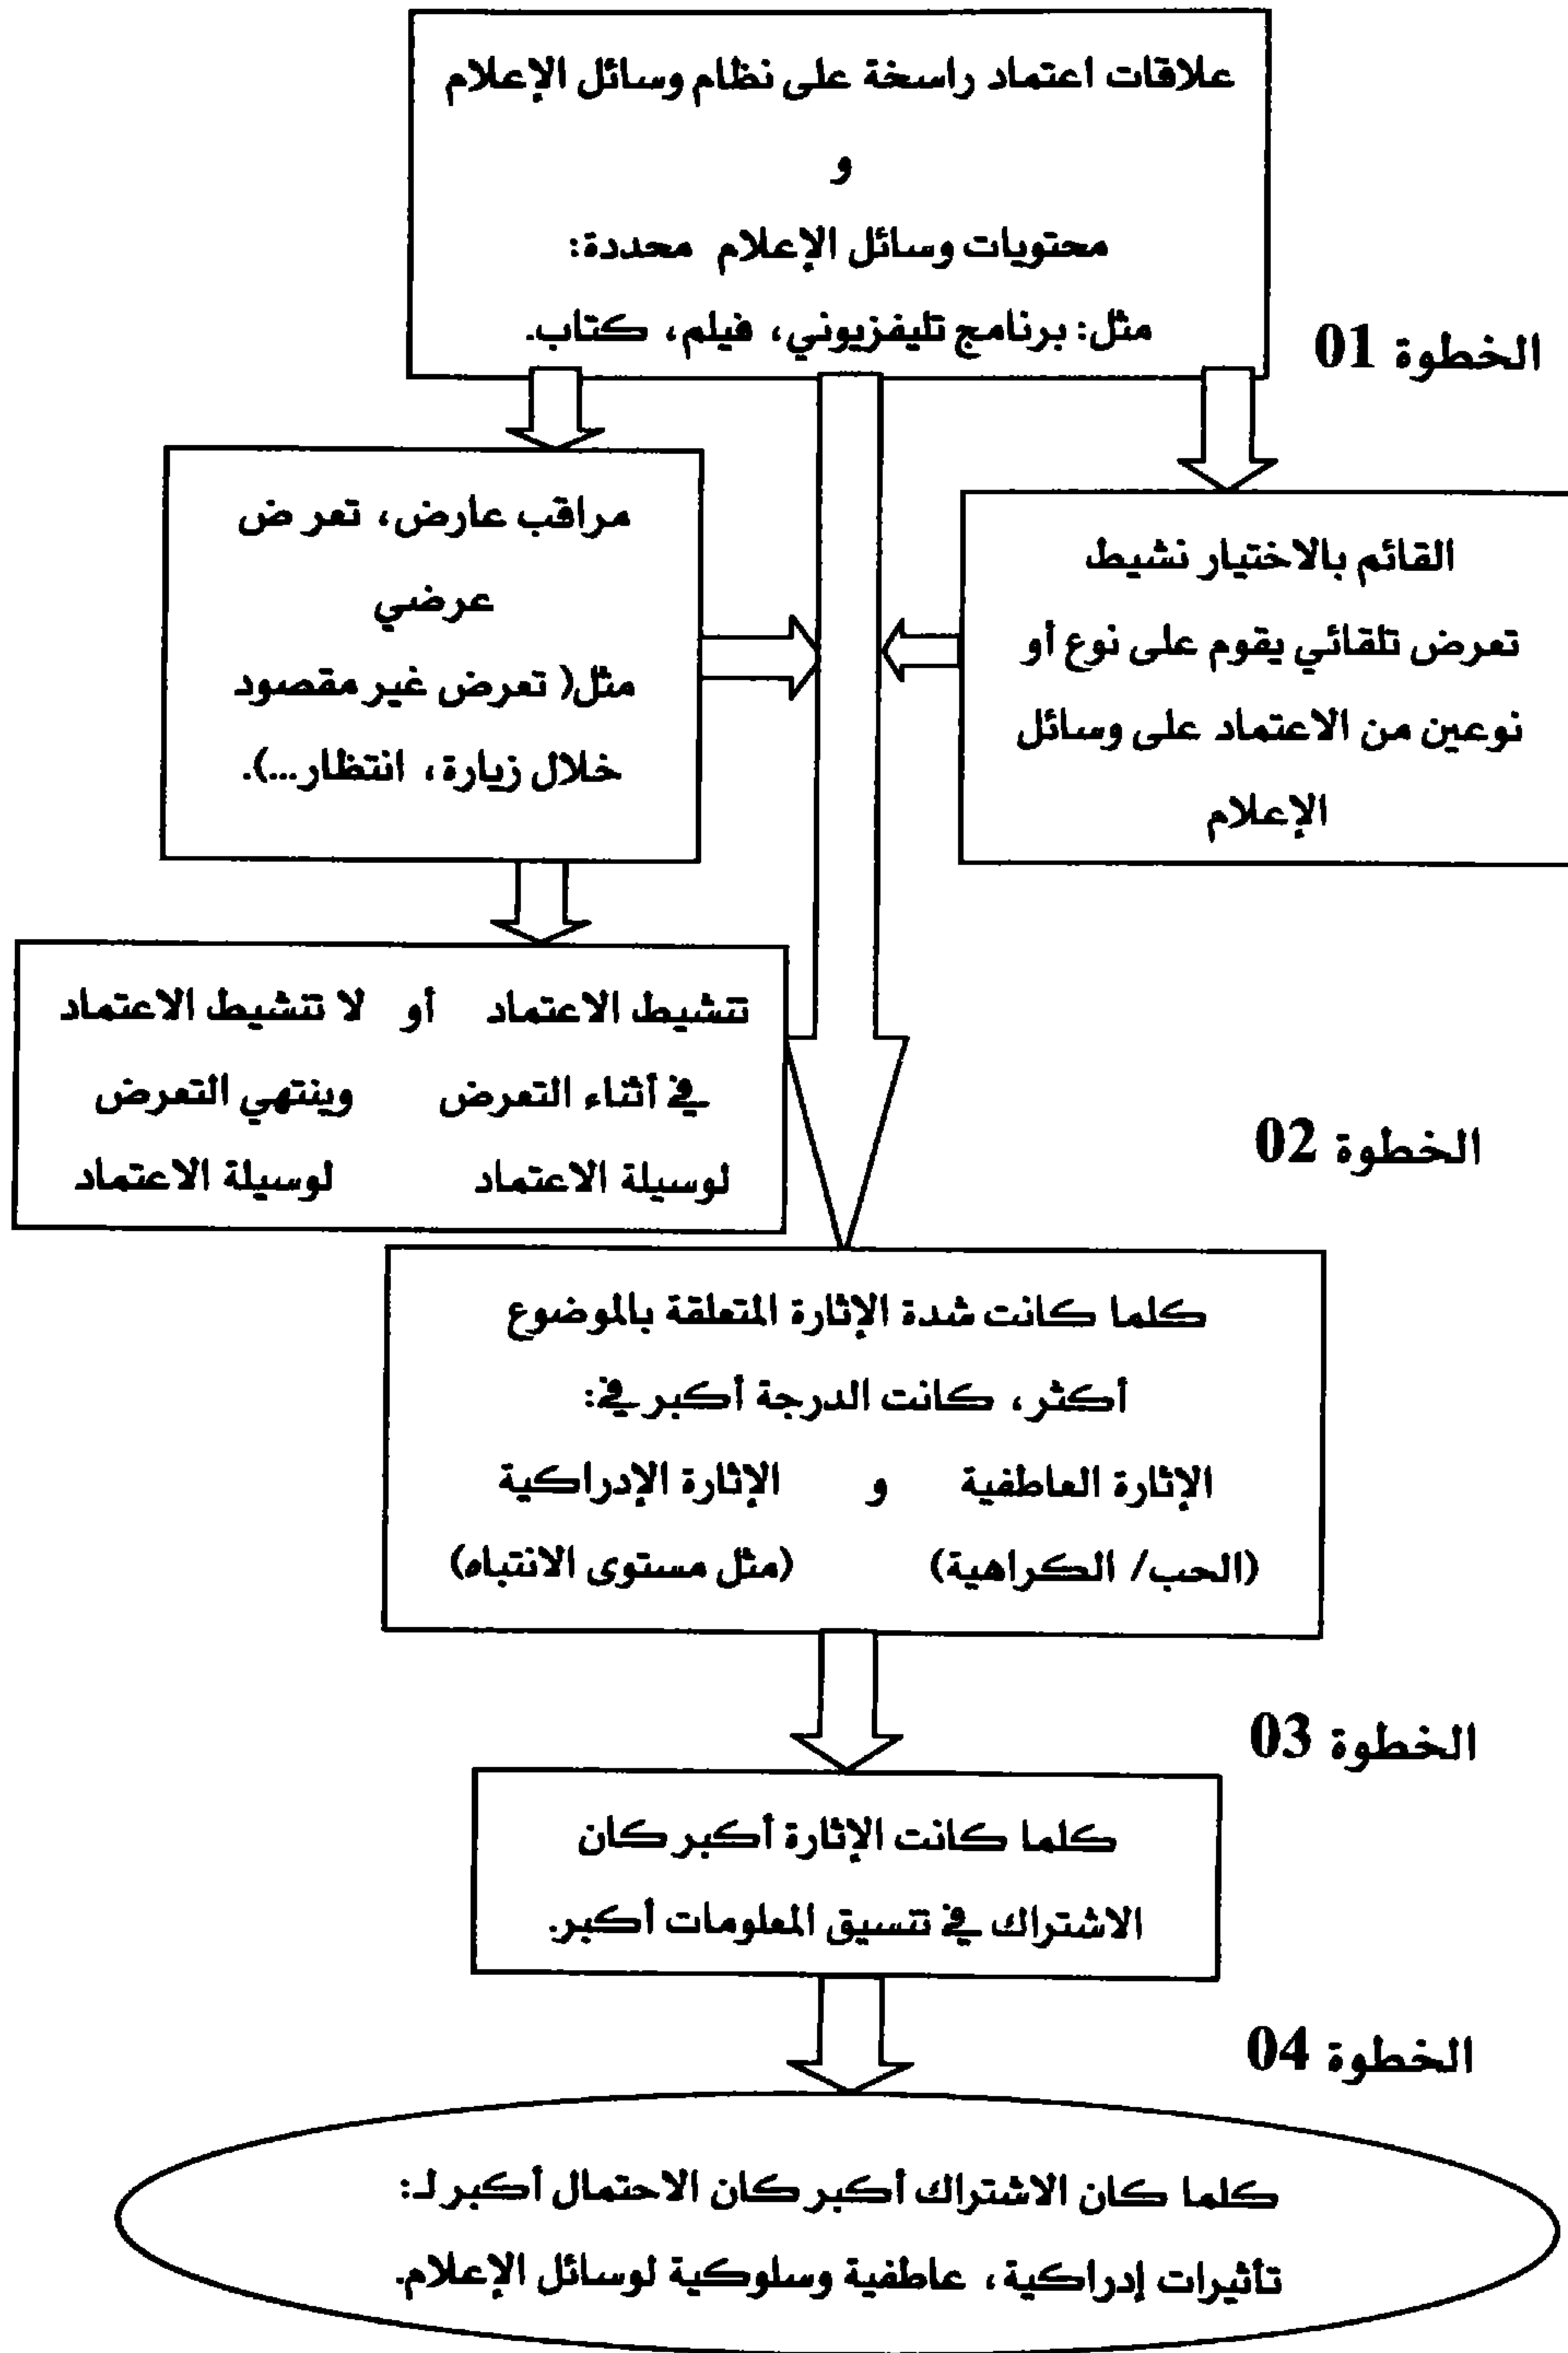 علاقات اعتماد راسخة على نظام وسائل الإعلام
و
محتويات وسائل الإعلام محددة:
مثل: برنامج تليفزيوني، فيلم، كتاب.
الخطوة 01
القائم بالاختيار نشيط
تعرض تلقائي يقوم على نوع أو
نوعين من الاعتماد على وسائل
الإعلام
مراقب عارض، تعر ض
عرضي
مثل( تعرض غير مقصود
خلال زيارة، انتظار...).
تنشيط الاعتماد أو لا تنشيط الاعتماد
في أثناء التعرض وينتهي التعرض
لوسيلة الاعتماد لوسيلة الاعتماد
الخطوة 02
كلما كانت شدة الإثارة المتعلقة بالموضوع
أكثر، كانت الدرجة أكبر في:
الإثارة العاطفية و الإثارة الإدراكية
(الحب/ الكراهية) (مثل مستوى الانتباه)
الخطوة 03
كلما كانت الإثارة أكبر كان
الاشتراك في تنسيق المعلومات أكبر.
الخطوة 04
كلما كان الاشتراك أكبر كان الاحتمال أكبر لـ:
تأثيرات إدراكية، عاطفية وسلوكية لوسائل الإعلام.